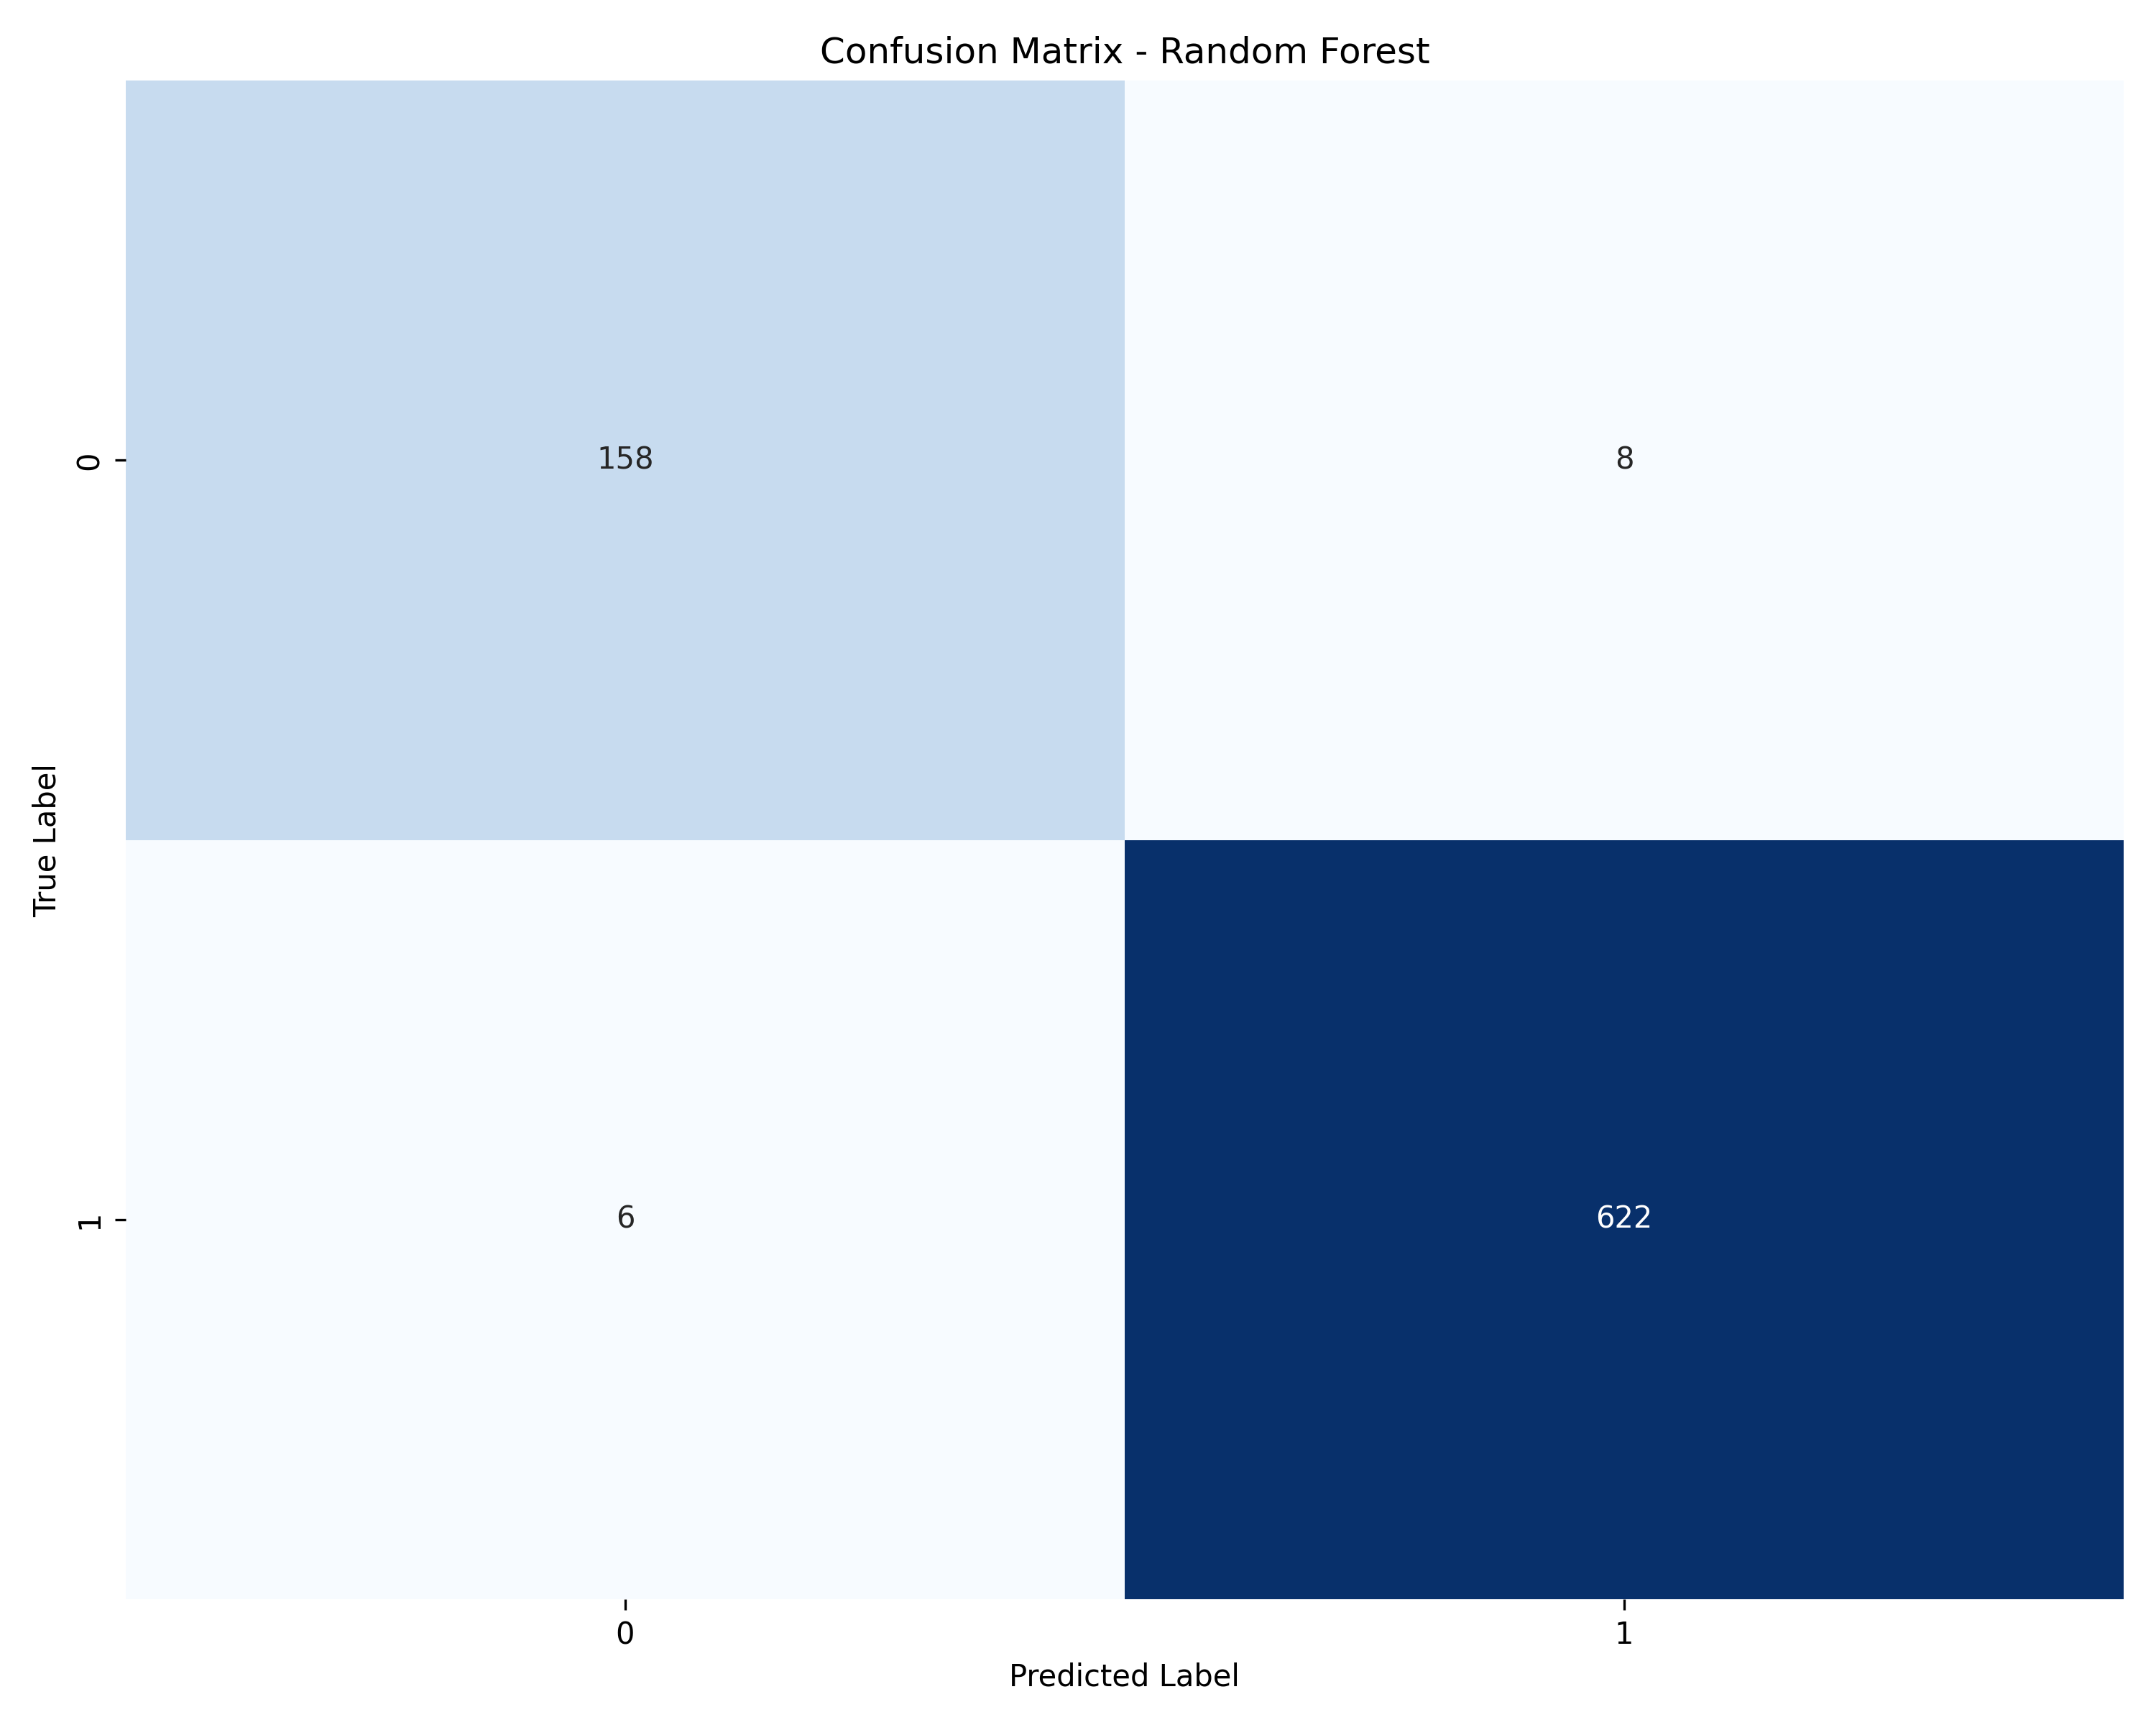 Confusion Matrix - Random Forest
True Label
0
158
8
1
6
622
0
1
Predicted Label